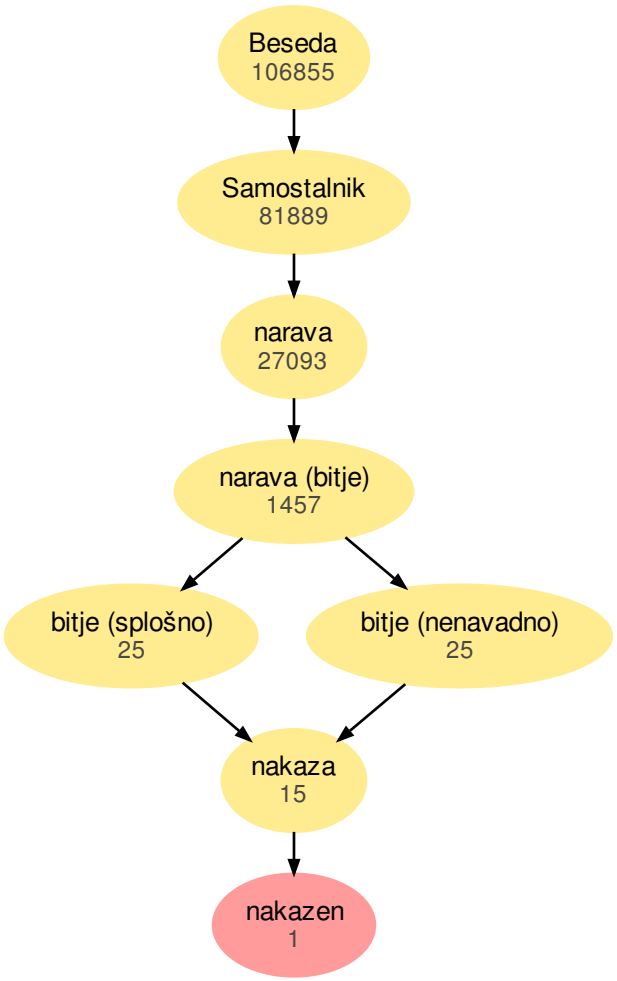 Beseda
106855
Samostalnik
81889
narava
27093
narava (bitje)
1457
bitje (splošno)
25
bitje (nenavadno)
25
nakaza
15
nakazen
1